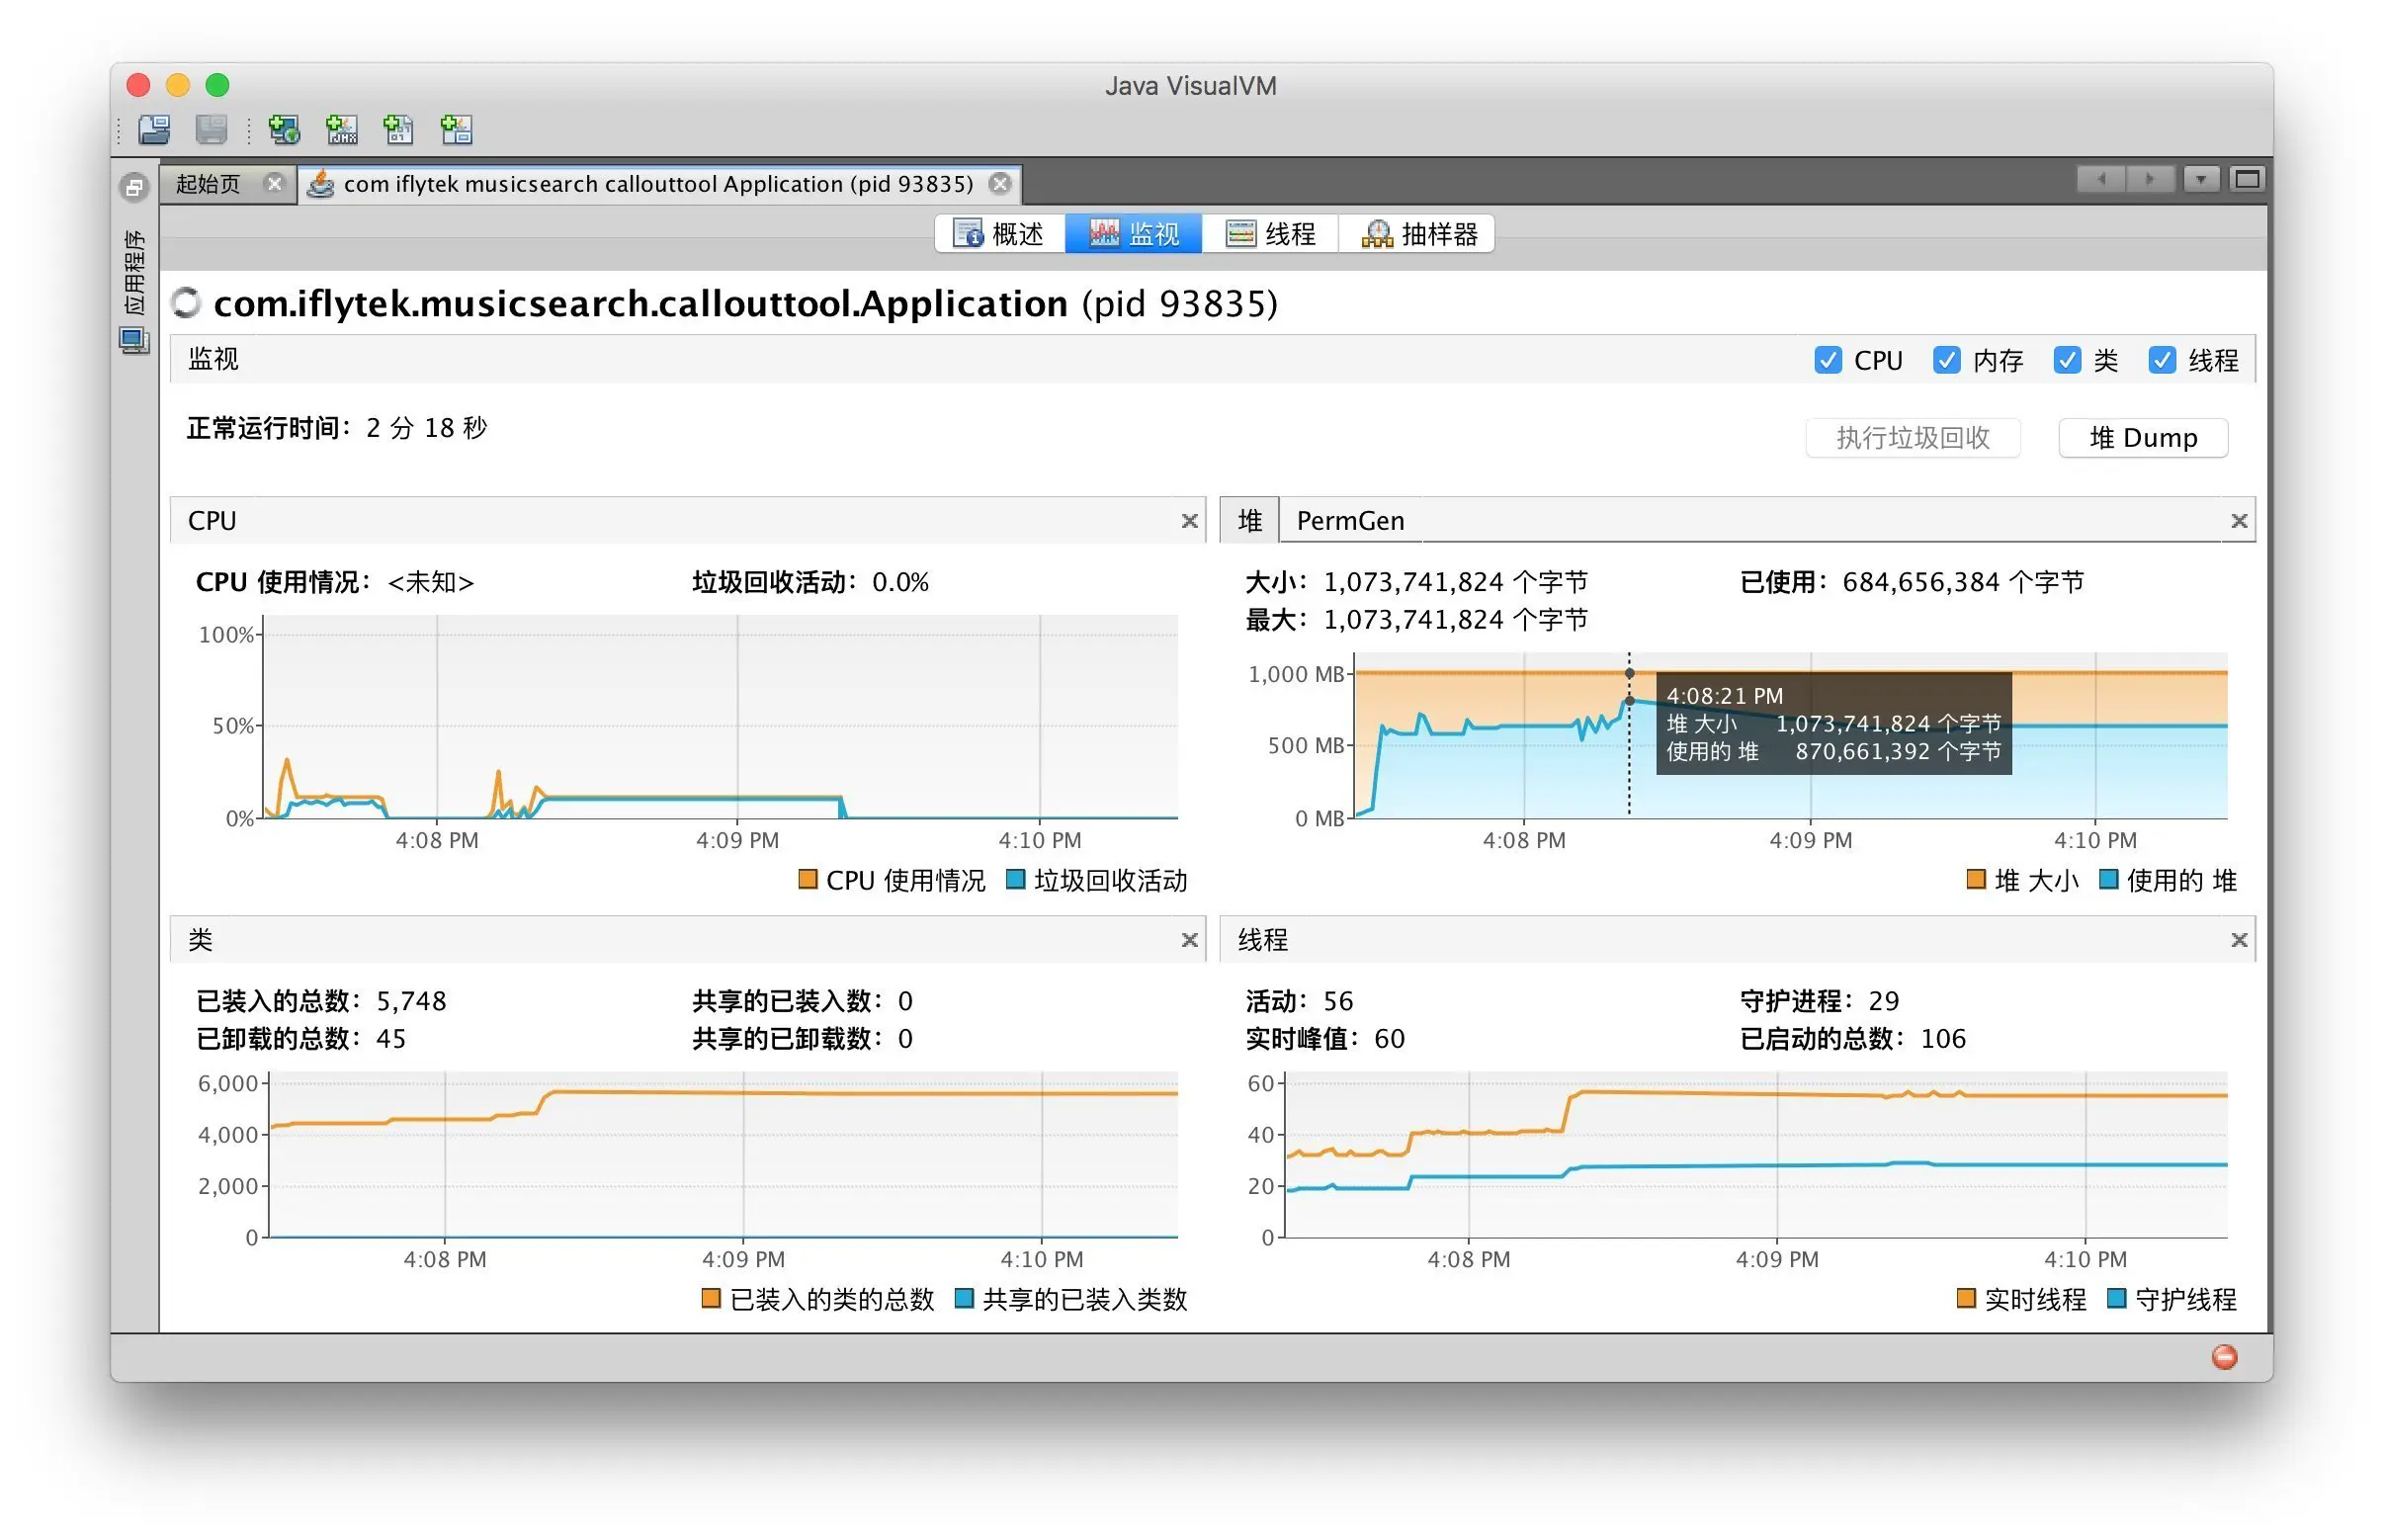 Java VisualVM
起始页
com iflytek musicsearch callouttool Application (pid 93835)
应用程序
概述 监视 线程 抽样器
com.iflytek.musicsearch.callouttool.Application (pid 93835)
监视
CPU 内存 类 线程
正常运行时间：2 分 18 秒
执行垃圾回收 堆 Dump
CPU
CPU 使用情况：<未知> 垃圾回收活动：0.0%
100%
50%
0%
4:08 PM 4:09 PM 4:10 PM
CPU 使用情况 垃圾回收活动
堆 PermGen
大小：1,073,741,824 个字节 已使用：684,656,384 个字节
最大：1,073,741,824 个字节
1,000 MB
500 MB
0 MB
4:08:21 PM
堆 大小 1,073,741,824 个字节
使用的 堆 870,661,392 个字节
4:08 PM 4:09 PM 4:10 PM
堆 大小 使用的 堆
类
已装入的总数：5,748 共享的已装入数：0
已卸载的总数：45 共享的已卸载数：0
6,000
4,000
2,000
0
4:08 PM 4:09 PM 4:10 PM
已装入的类的总数 共享的已装入类数
线程
活动：56 守护进程：29
实时峰值：60 已启动的总数：106
60
40
20
0
4:08 PM 4:09 PM 4:10 PM
实时线程 守护线程